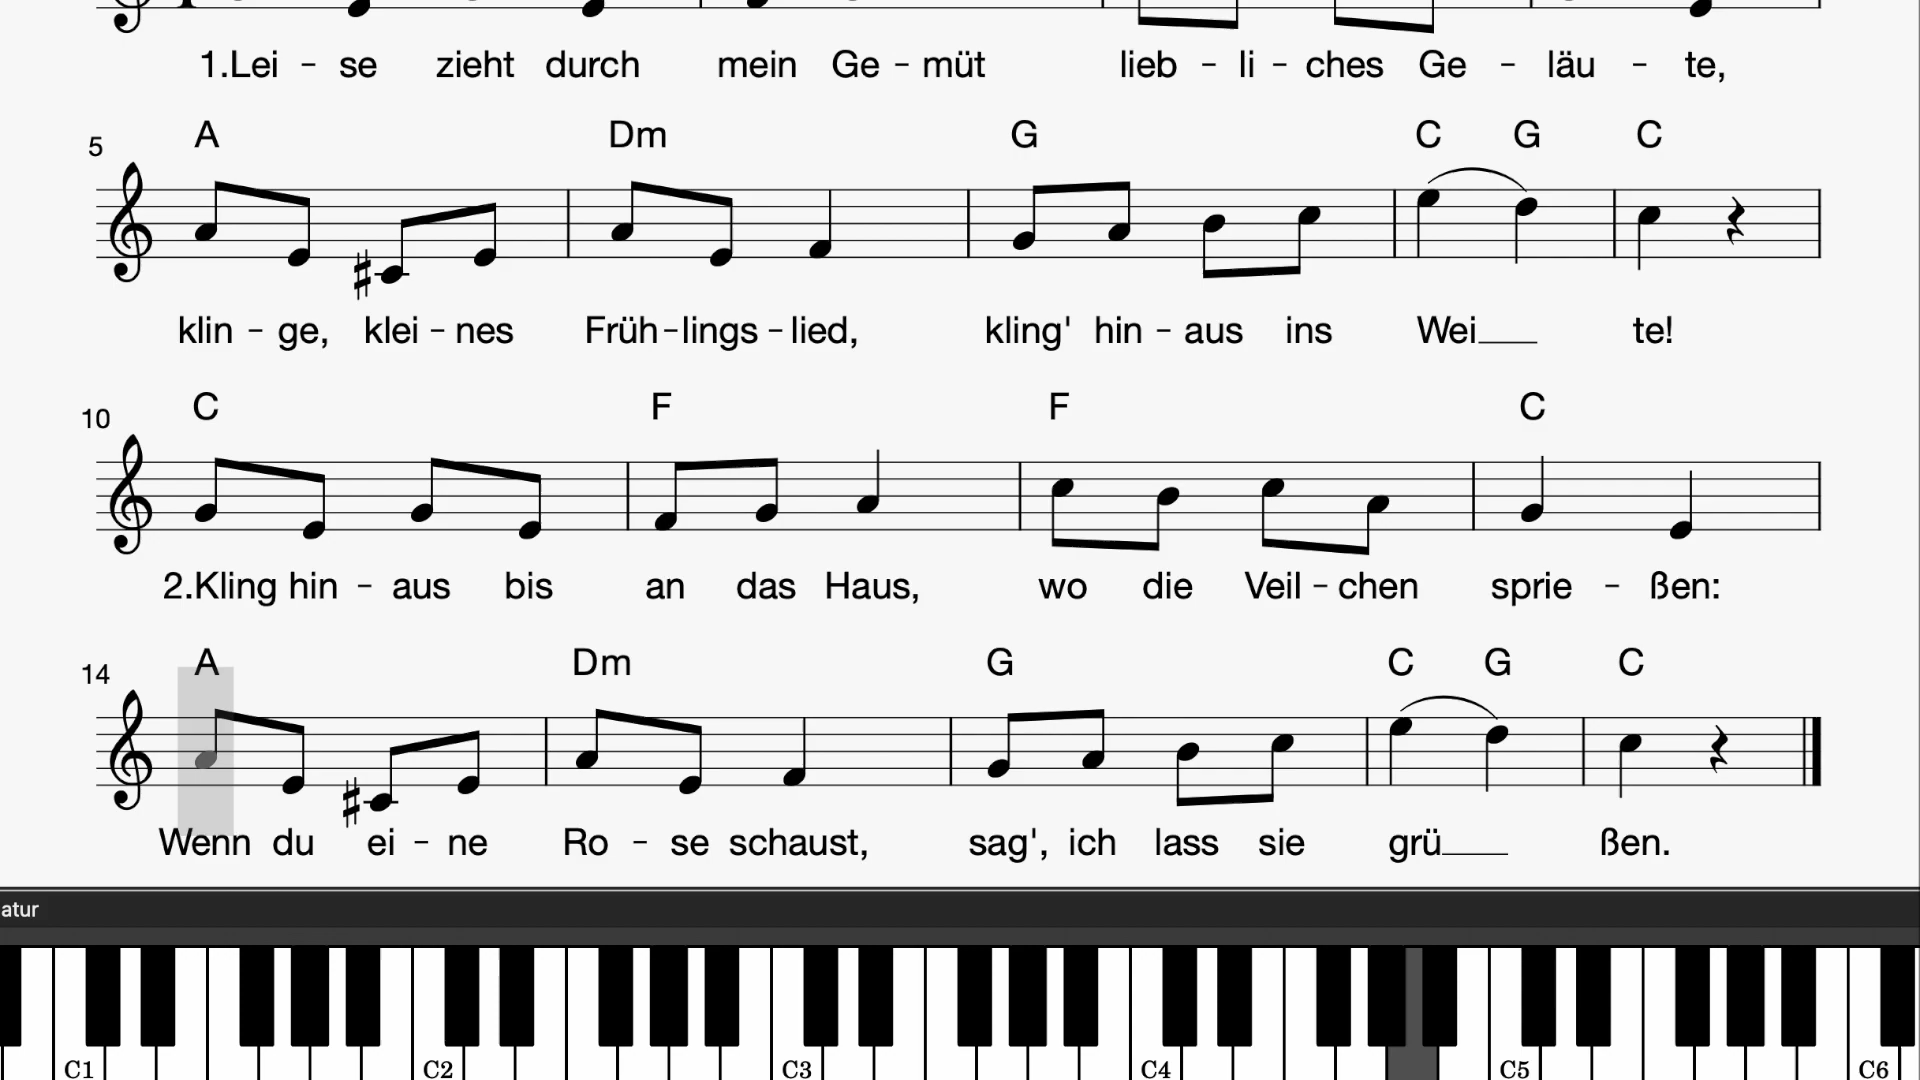 1.Lei - se zieht durch mein Ge - müt lieb - li - ches Ge - läu - te,
A Dm G C G C
5
klin - ge, klei - nes Früh - lings - lied, kling' hin - aus ins Wei__ te!
C F F C
10
2.Kling hin - aus bis an das Haus, wo die Veil - chen sprie - ßen:
A Dm G C G C
14
Wenn du ei - ne Ro - se schaust, sag', ich lass sie grü__ ßen.
atur
C1 C2 C3 C4 C5 C6